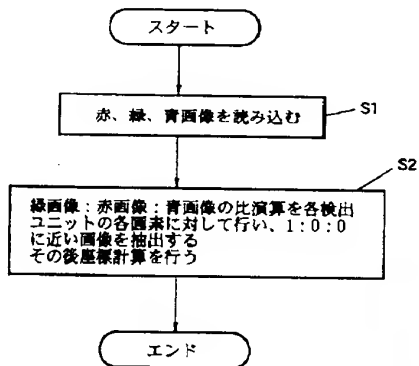 スタート
赤、緑、青画像を読み込む
S1
S2
緑画像：赤画像：青画像の比演算を各検出
ユニットの各画素に対して行い、1：0：0
に近い画像を抽出する
その後座標計算を行う
エンド